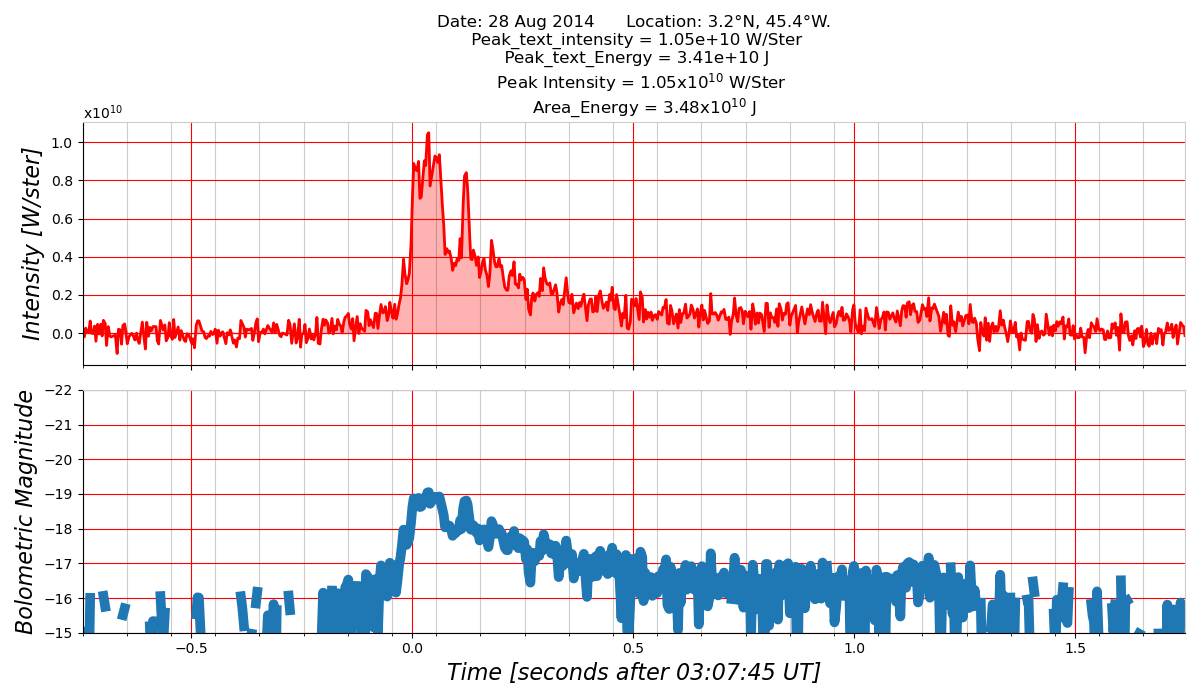 Date: 28 Aug 2014      Location: 3.2°N, 45.4°W.
Peak_text_intensity = 1.05e+10 W/Ster
Peak_text_Energy = 3.41e+10 J
Peak Intensity = 1.05x10¹⁰ W/Ster
Area_Energy = 3.48x10¹⁰ J
x10¹⁰
Intensity [W/ster]
1.0
0.8
0.6
0.4
0.2
0.0
Bolometric Magnitude
−22
−21
−20
−19
−18
−17
−16
−15
−0.5 0.0 0.5 1.0 1.5
Time [seconds after 03:07:45 UT]